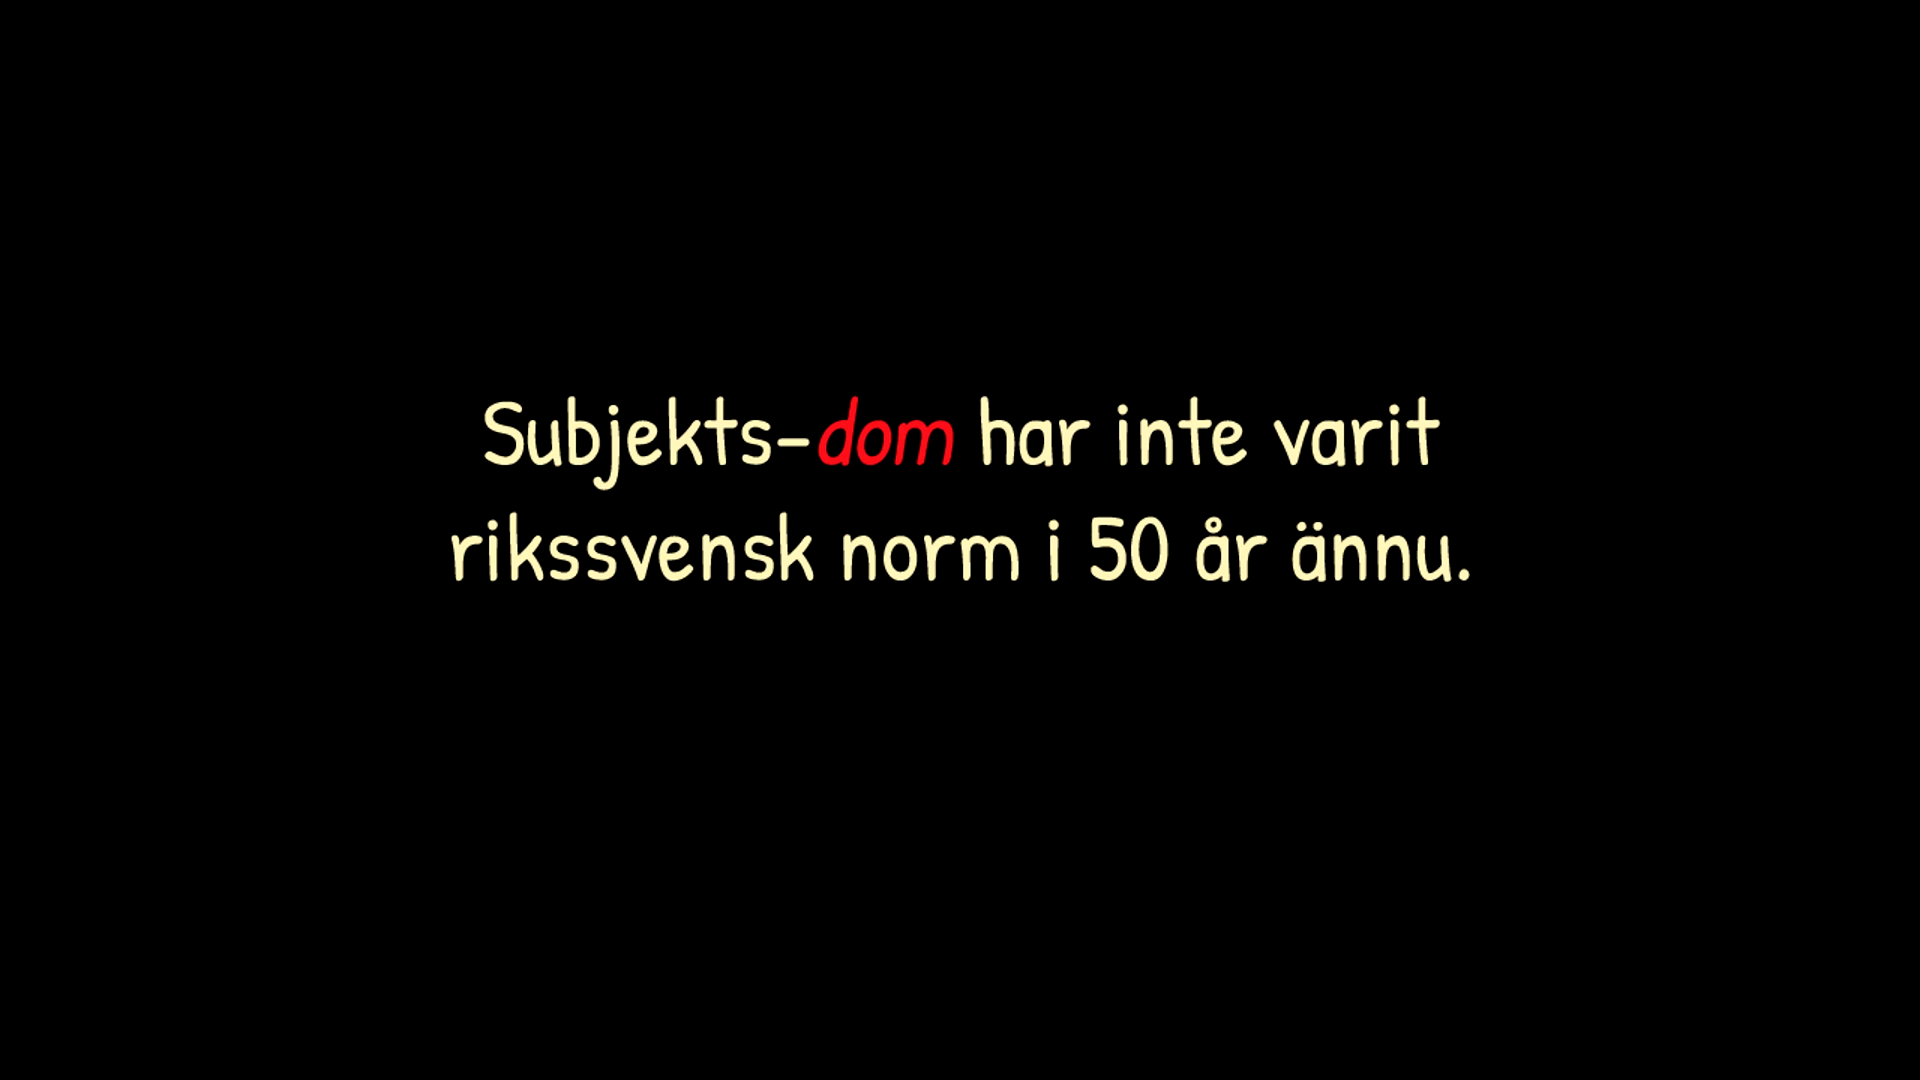 Subjekts-dom har inte varit
rikssvensk norm i 50 år ännu.